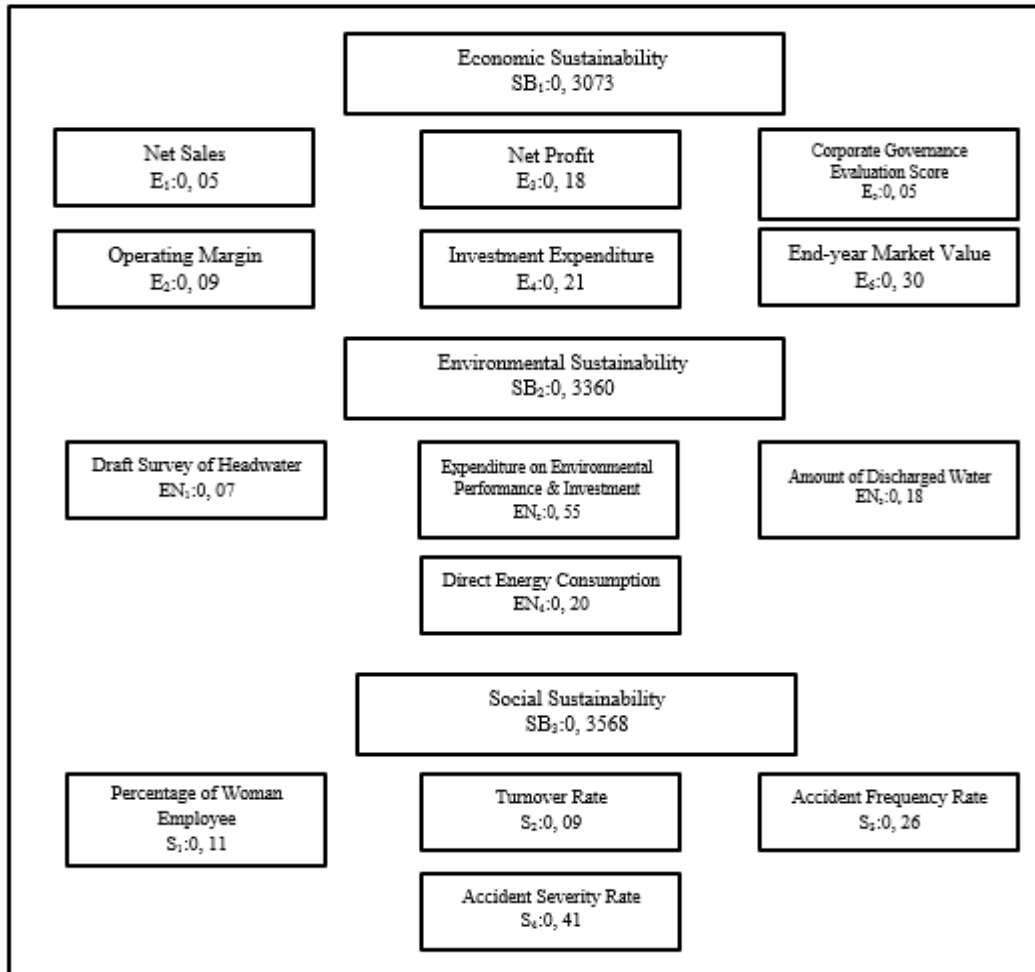 Economic Sustainability
SB₁:0, 3073
Net Sales
E₁:0, 05
Net Profit
E₃:0, 18
Corporate Governance
Evaluation Score
E₅:0, 05
Operating Margin
E₂:0, 09
Investment Expenditure
E₄:0, 21
End-year Market Value
E₆:0, 30
Environmental Sustainability
SB₂:0, 3360
Draft Survey of Headwater
EN₁:0, 07
Expenditure on Environmental
Performance & Investment
EN₂:0, 55
Amount of Discharged Water
EN₃:0, 18
Direct Energy Consumption
EN₄:0, 20
Social Sustainability
SB₃:0, 3568
Percentage of Woman
Employee
S₁:0, 11
Turnover Rate
S₂:0, 09
Accident Frequency Rate
S₃:0, 26
Accident Severity Rate
S₄:0, 41